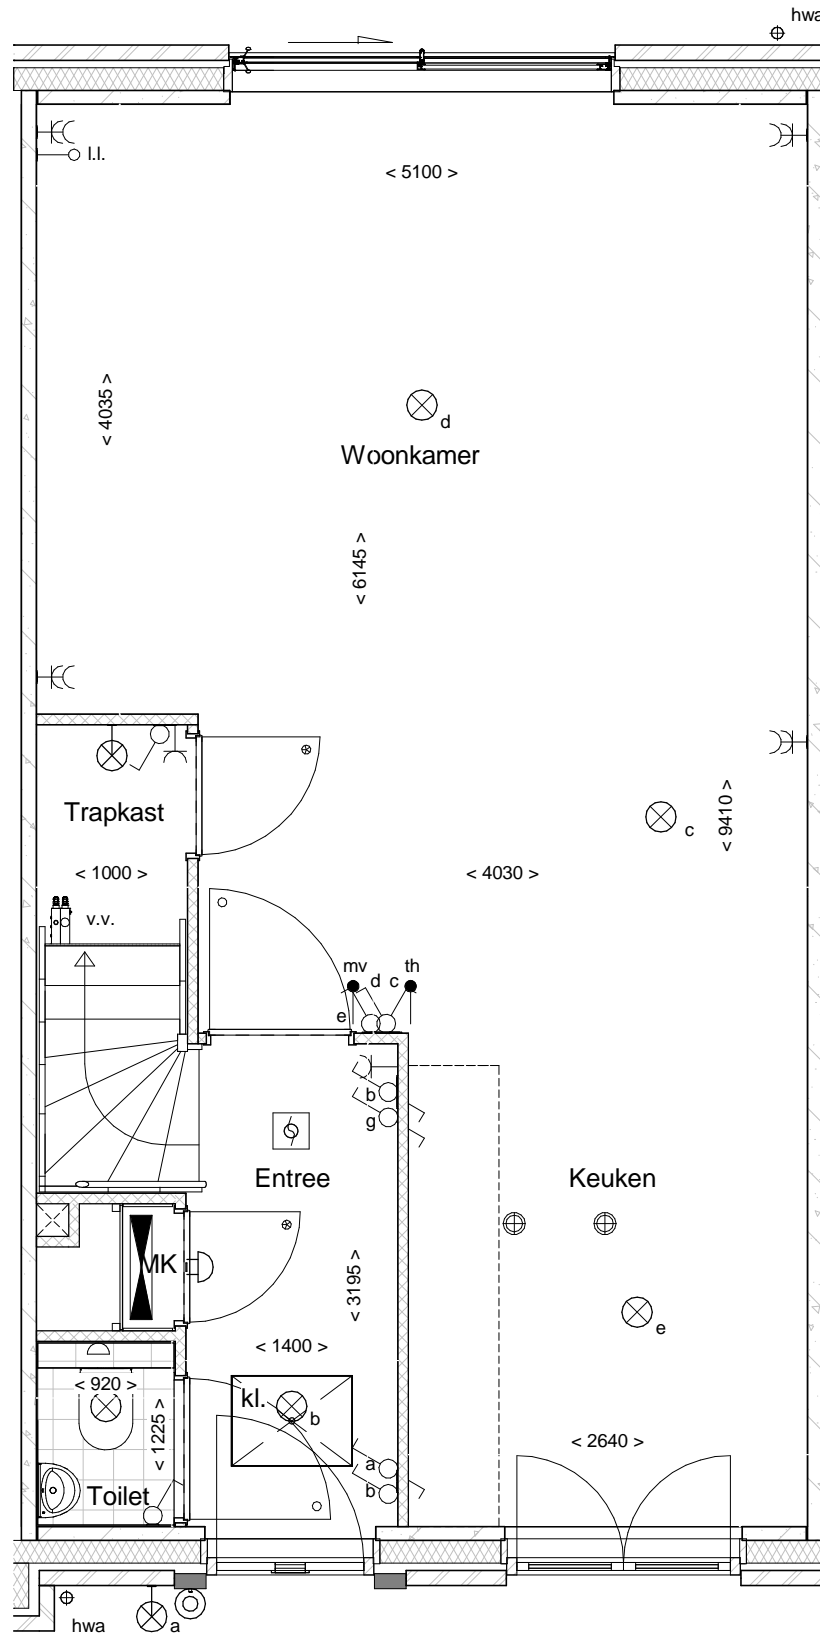 hwa
l.l.
< 5100 >
< 4035 >
d
Woonkamer
< 6145 >
Trapkast
c
< 9410 >
< 1000 >
< 4030 >
v.v.
mv
d
c
th
e
b
g
Entree
Keuken
MK
< 3195 >
e
< 1400 >
< 920 >
kl.
b
< 1225 >
< 2640 >
a
Toilet
b
hwa
a